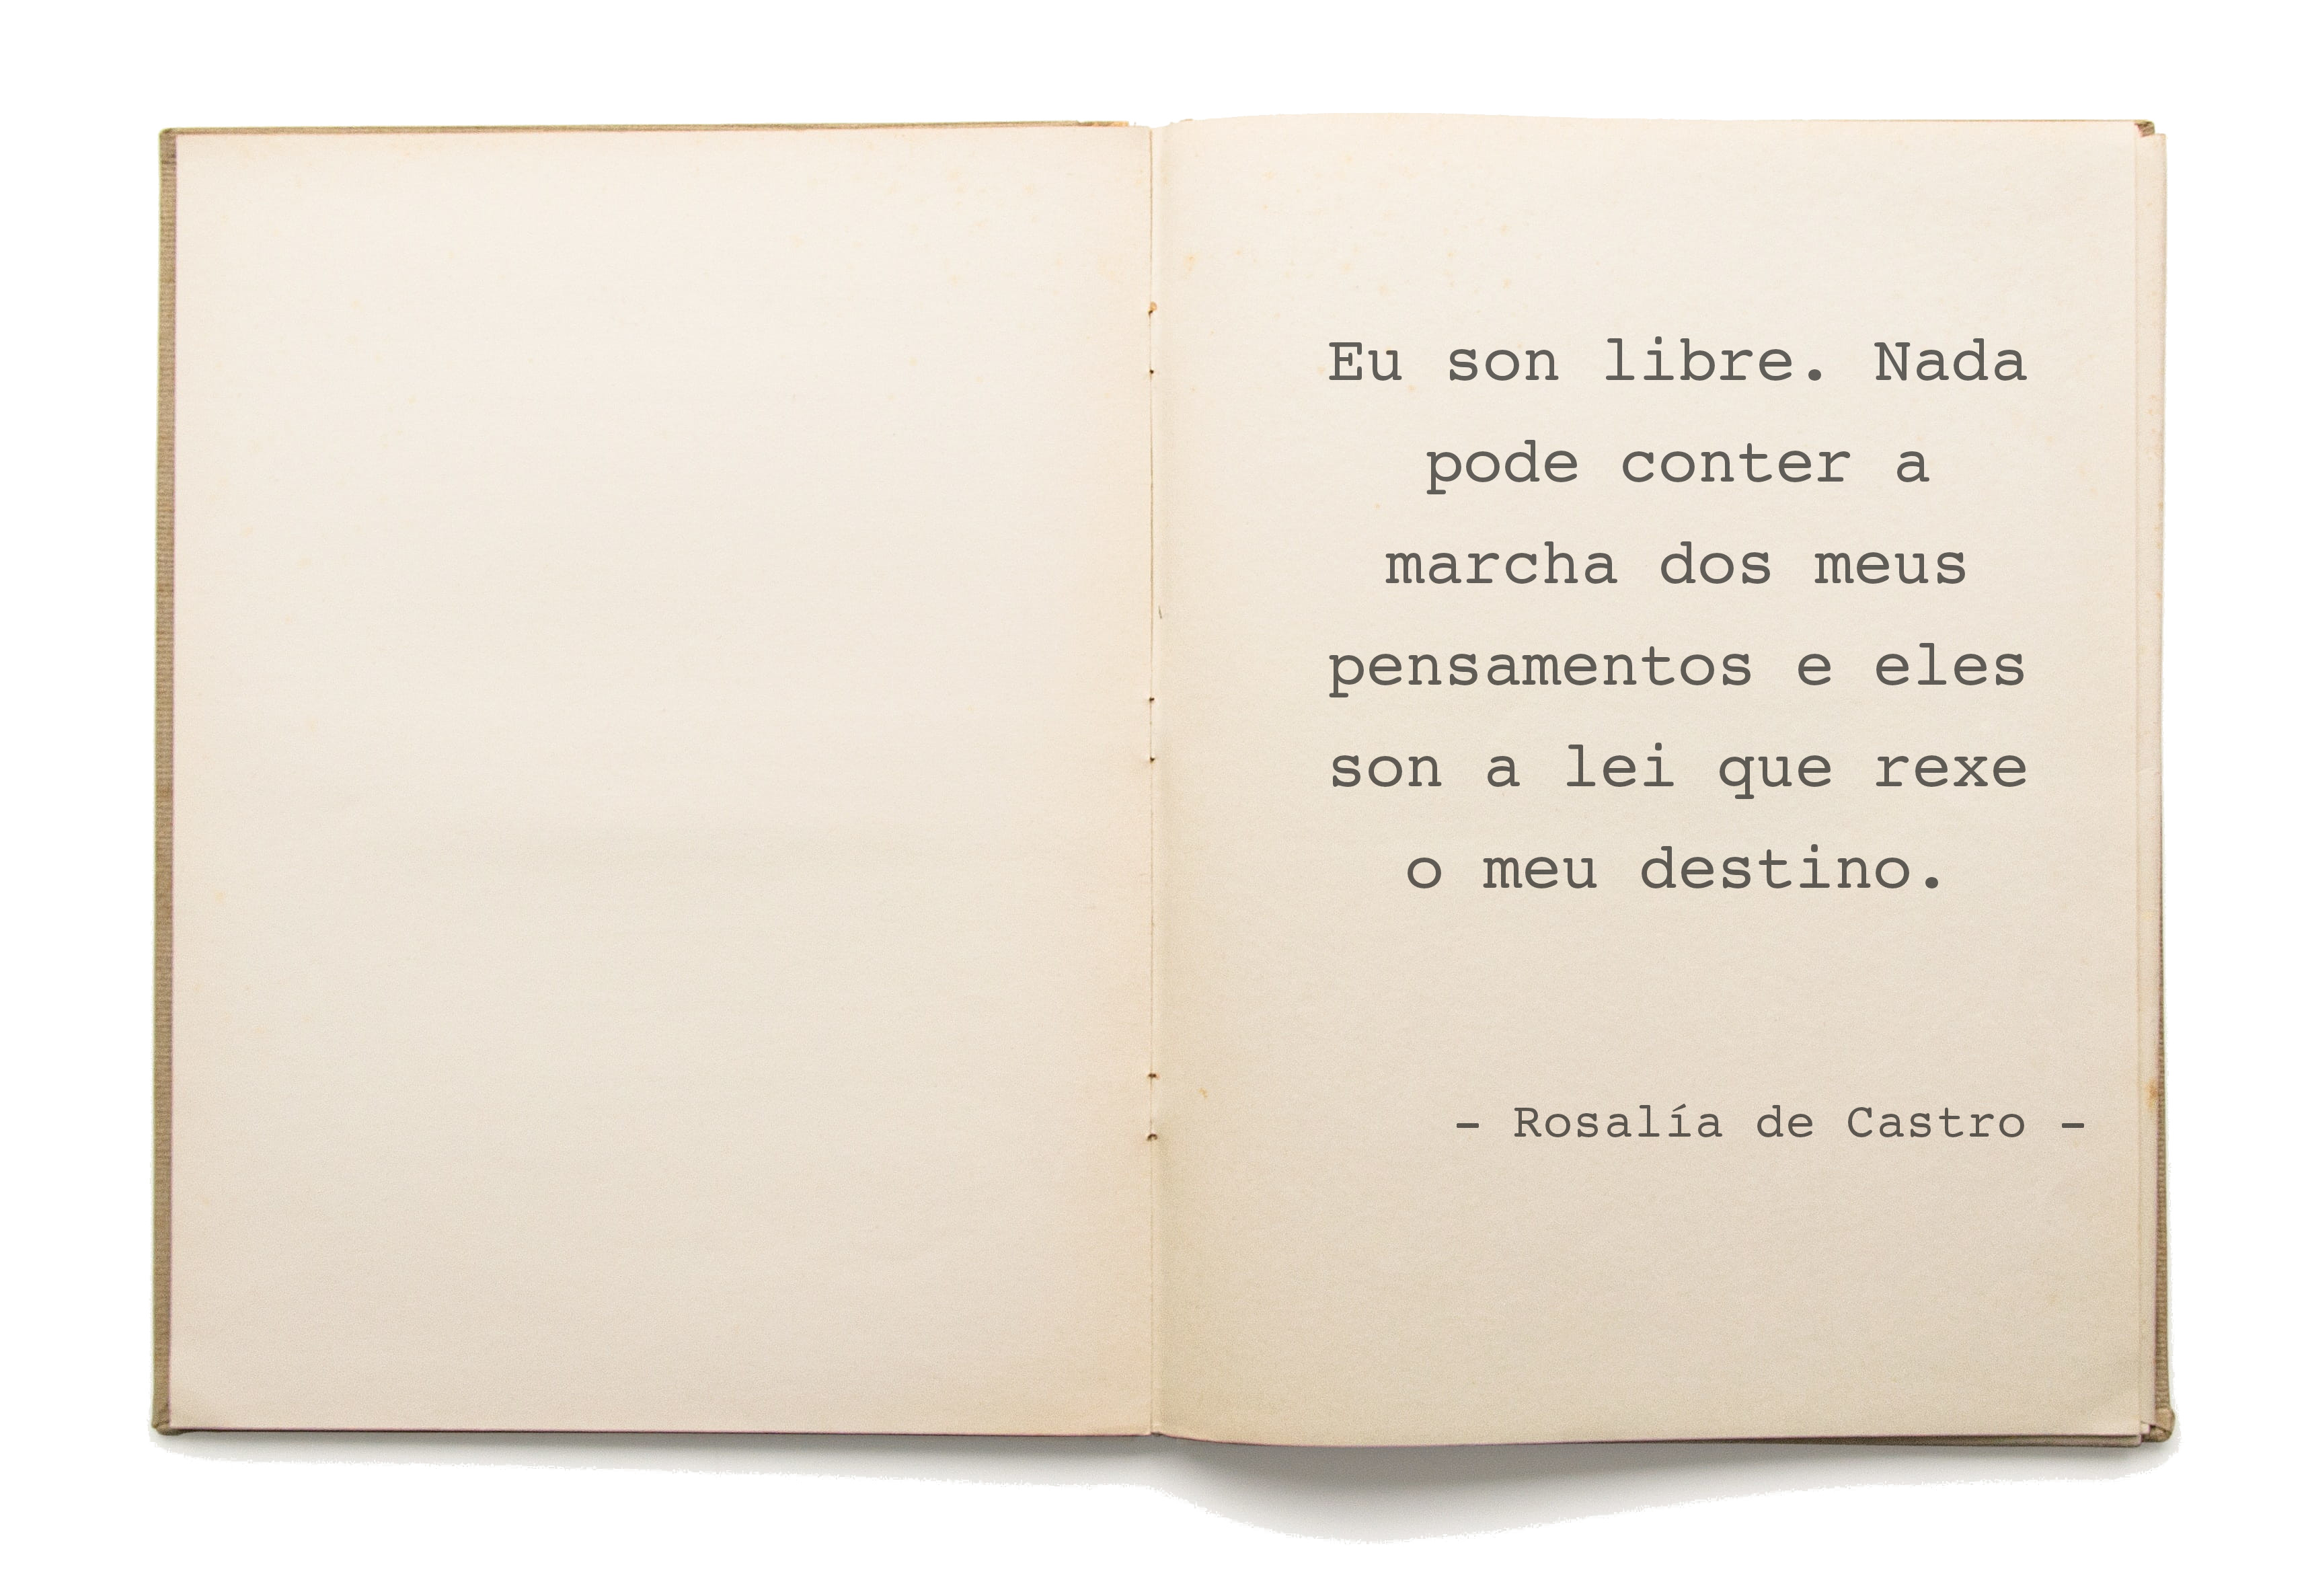 Eu son libre. Nada
pode conter a
marcha dos meus
pensamentos e eles
son a lei que rexe
o meu destino.
- Rosalía de Castro -